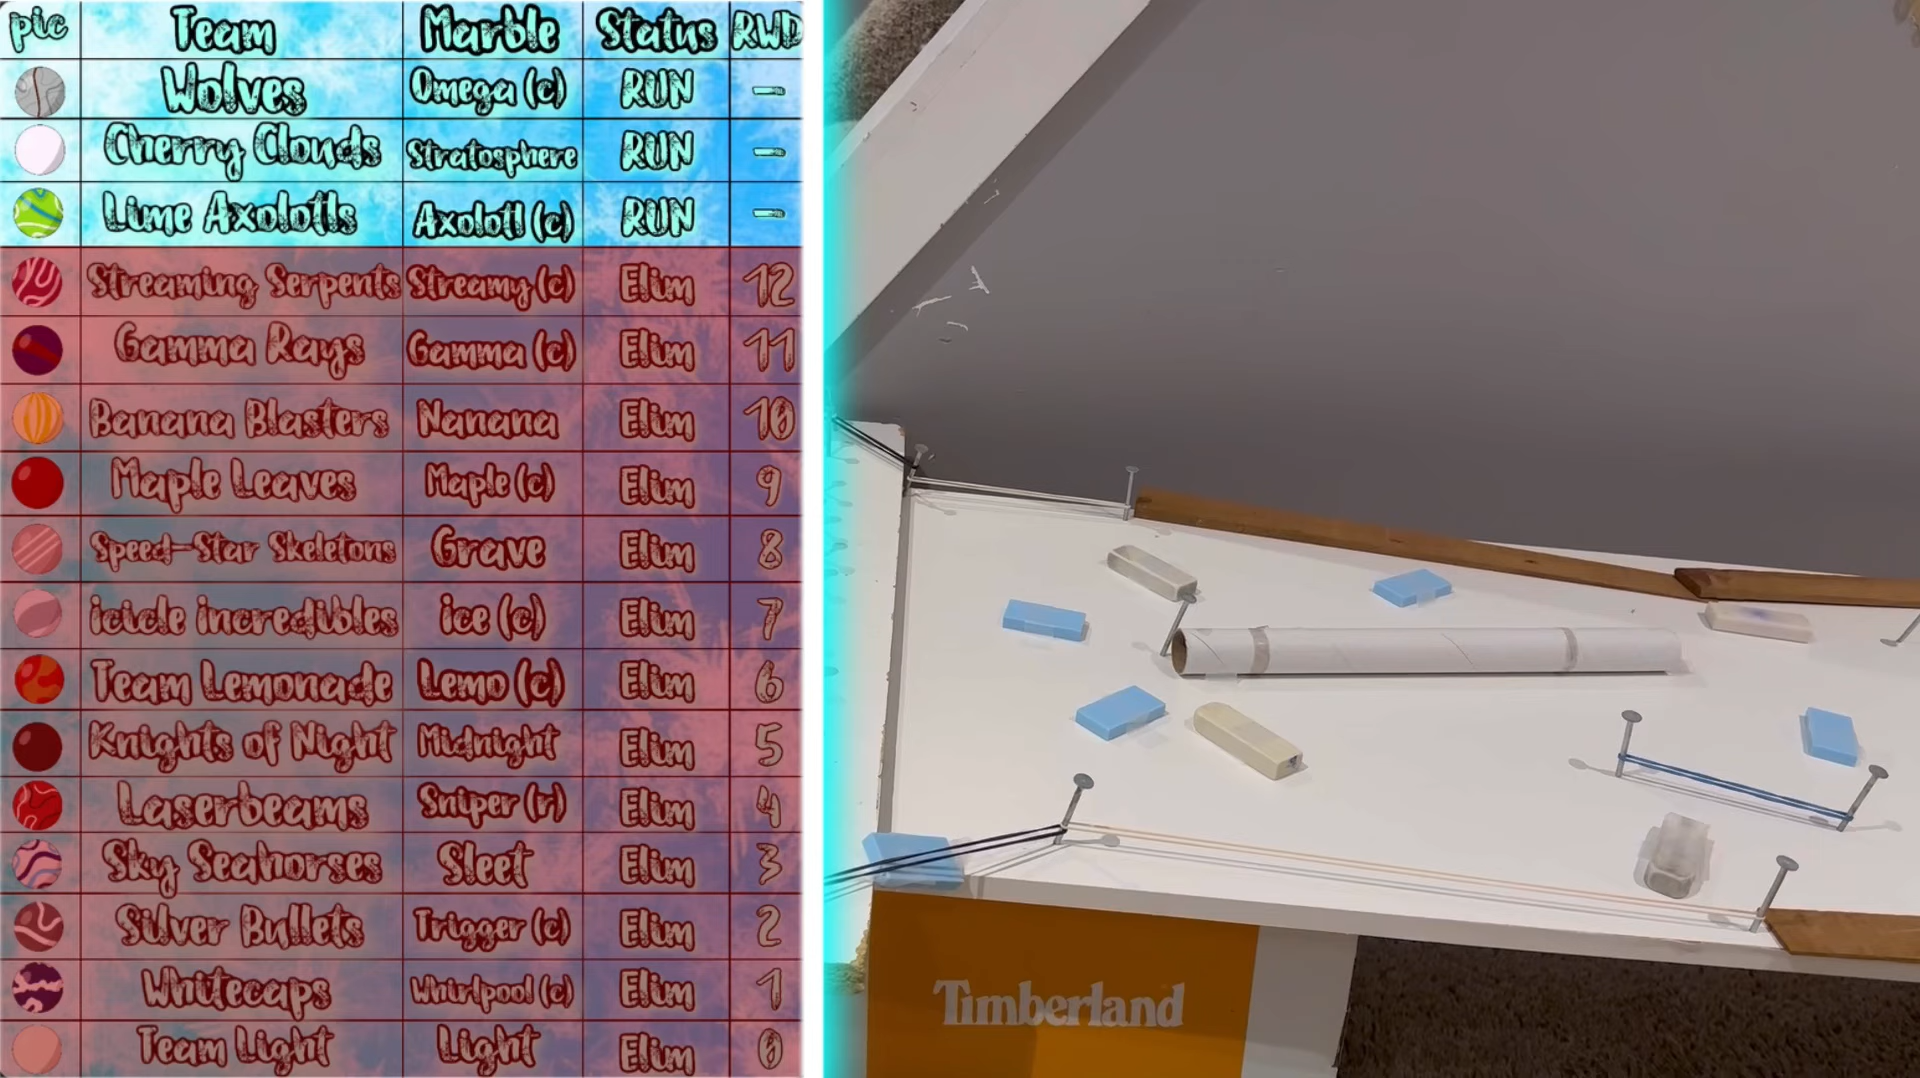 pic Team Marble Status RWD
Wolves Omega (c) RUN -
Cherry Clouds Stratosphere RUN -
Lime Axolotls Axolotl (c) RUN -
Streaming Serpents Streamy (c) Elim 12
Gamma Rays Gamma (c) Elim 11
Banana Blasters Nanana Elim 10
Maple Leaves Maple (c) Elim 9
Speed-Star Skeletons Grave Elim 8
icicle incredibles ice (c) Elim 7
Team Lemonade Lemo (c) Elim 6
Knights of Night Midnight Elim 5
Laserbeams Sniper (r) Elim 4
Sky Seahorses Sleet Elim 3
Silver Bullets Trigger (c) Elim 2
Whitecaps Whirlpool (c) Elim 1
Team Light Light Elim 0
Timberland